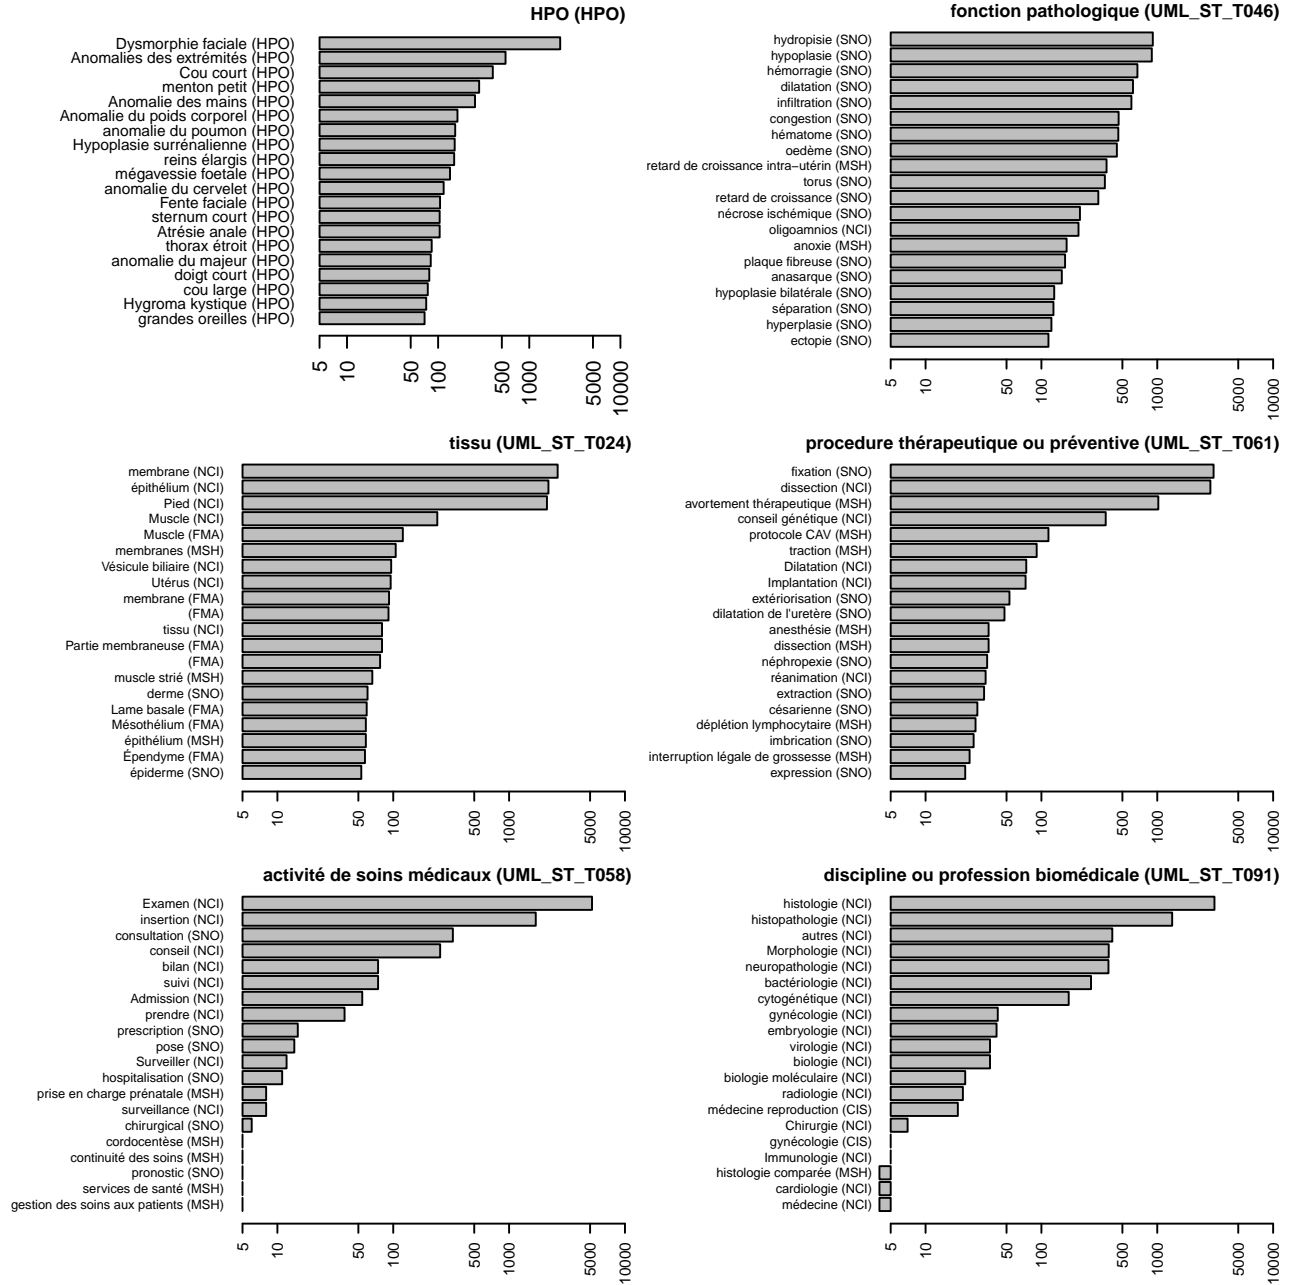 HPO (HPO)
Dysmorphie faciale (HPO)
Anomalies des extrémités (HPO)
Cou court (HPO)
menton petit (HPO)
Anomalie des mains (HPO)
Anomalie du poids corporel (HPO)
anomalie du poumon (HPO)
Hypoplasie surrénalienne (HPO)
reins élargis (HPO)
mégavessie foetale (HPO)
anomalie du cervelet (HPO)
Fente faciale (HPO)
sternum court (HPO)
Atrésie anale (HPO)
thorax étroit (HPO)
anomalie du majeur (HPO)
doigt court (HPO)
cou large (HPO)
Hygroma kystique (HPO)
grandes oreilles (HPO)
5 10 50 100 500 1000 5000 10000
fonction pathologique (UML_ST_T046)
hydropisie (SNO)
hypoplasie (SNO)
hémorragie (SNO)
dilatation (SNO)
infiltration (SNO)
congestion (SNO)
hématome (SNO)
oedème (SNO)
retard de croissance intra−utérin (MSH)
torus (SNO)
retard de croissance (SNO)
nécrose ischémique (SNO)
oligoamnios (NCI)
anoxie (MSH)
plaque fibreuse (SNO)
anasarque (SNO)
hypoplasie bilatérale (SNO)
séparation (SNO)
hyperplasie (SNO)
ectopie (SNO)
5 10 50 100 500 1000 5000 10000
tissu (UML_ST_T024)
membrane (NCI)
épithélium (NCI)
Pied (NCI)
Muscle (NCI)
Muscle (FMA)
membranes (MSH)
Vésicule biliaire (NCI)
Utérus (NCI)
membrane (FMA)
(FMA)
tissu (NCI)
Partie membraneuse (FMA)
(FMA)
muscle strié (MSH)
derme (SNO)
Lame basale (FMA)
Mésothélium (FMA)
épithélium (MSH)
Épendyme (FMA)
épiderme (SNO)
5 10 50 100 500 1000 5000 10000
procedure thérapeutique ou préventive (UML_ST_T061)
fixation (SNO)
dissection (NCI)
avortement thérapeutique (MSH)
conseil génétique (NCI)
protocole CAV (MSH)
traction (MSH)
Dilatation (NCI)
Implantation (NCI)
extériorisation (SNO)
dilatation de l'uretère (SNO)
anesthésie (MSH)
dissection (MSH)
néphropexie (SNO)
réanimation (NCI)
extraction (SNO)
césarienne (SNO)
déplétion lymphocytaire (MSH)
imbrication (SNO)
interruption légale de grossesse (MSH)
expression (SNO)
5 10 50 100 500 1000 5000 10000
activité de soins médicaux (UML_ST_T058)
Examen (NCI)
insertion (NCI)
consultation (SNO)
conseil (NCI)
bilan (NCI)
suivi (NCI)
Admission (NCI)
prendre (NCI)
prescription (SNO)
pose (SNO)
Surveiller (NCI)
hospitalisation (SNO)
prise en charge prénatale (MSH)
surveillance (NCI)
chirurgical (SNO)
cordocentèse (MSH)
continuité des soins (MSH)
pronostic (SNO)
services de santé (MSH)
gestion des soins aux patients (MSH)
5 10 50 100 500 1000 5000 10000
discipline ou profession biomédicale (UML_ST_T091)
histologie (NCI)
histopathologie (NCI)
autres (NCI)
Morphologie (NCI)
neuropathologie (NCI)
bactériologie (NCI)
cytogénétique (NCI)
gynécologie (NCI)
embryologie (NCI)
virologie (NCI)
biologie (NCI)
biologie moléculaire (NCI)
radiologie (NCI)
médecine reproduction (CIS)
Chirurgie (NCI)
gynécologie (CIS)
Immunologie (NCI)
histologie comparée (MSH)
cardiologie (NCI)
médecine (NCI)
5 10 50 100 500 1000 5000 10000